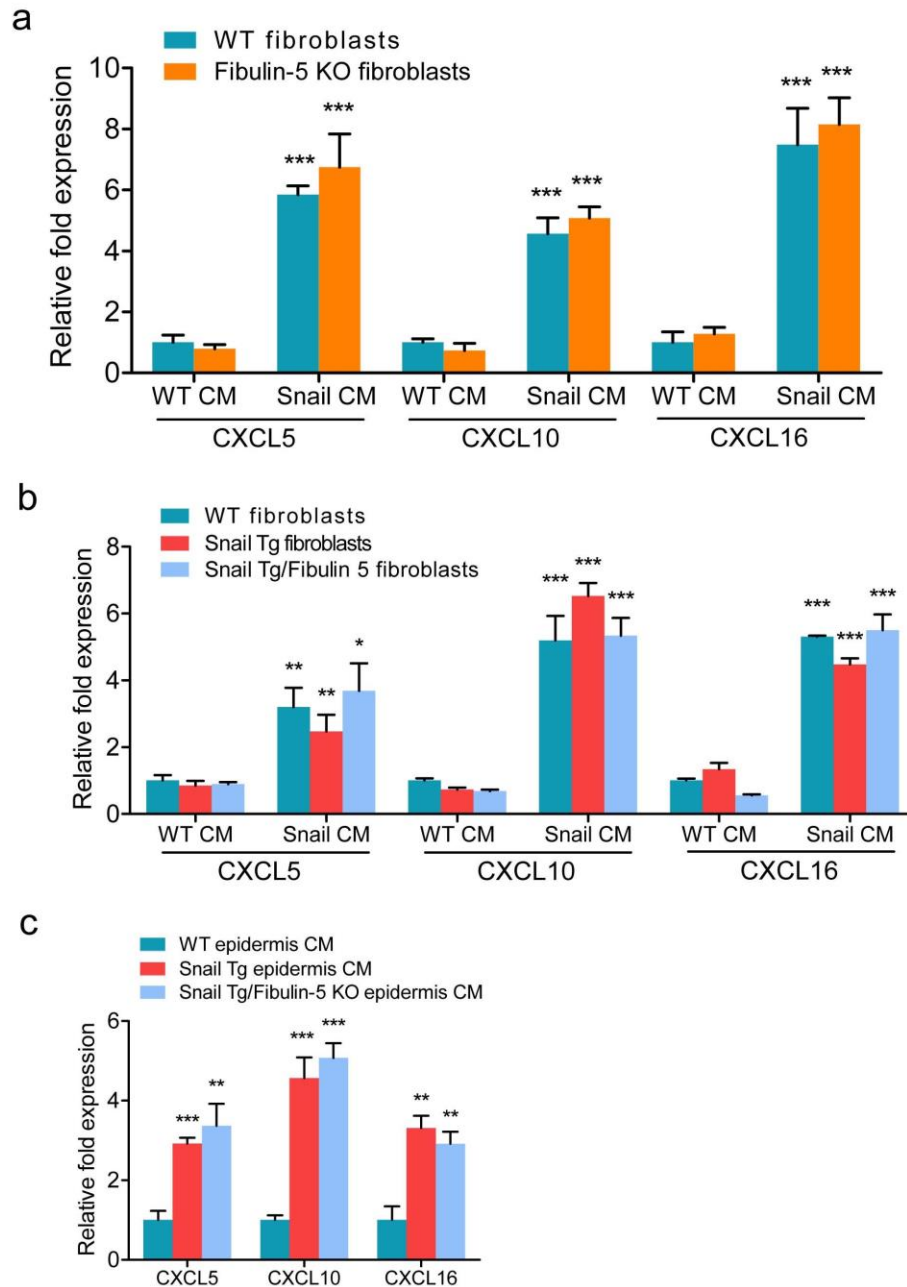 a
WT fibroblasts
Fibulin-5 KO fibroblasts
Relative fold expression
10
8
6
4
2
0
*** *** *** *** *** ***
WT CM Snail CM WT CM Snail CM WT CM Snail CM
CXCL5 CXCL10 CXCL16
b
WT fibroblasts
Snail Tg fibroblasts
Snail Tg/Fibulin 5 fibroblasts
Relative fold expression
8
6
4
2
0
** ** * *** *** *** *** *** ***
WT CM Snail CM WT CM Snail CM WT CM Snail CM
CXCL5 CXCL10 CXCL16
c
WT epidermis CM
Snail Tg epidermis CM
Snail Tg/Fibulin-5 KO epidermis CM
Relative fold expression
6
4
2
0
*** ** *** *** ** **
CXCL5 CXCL10 CXCL16